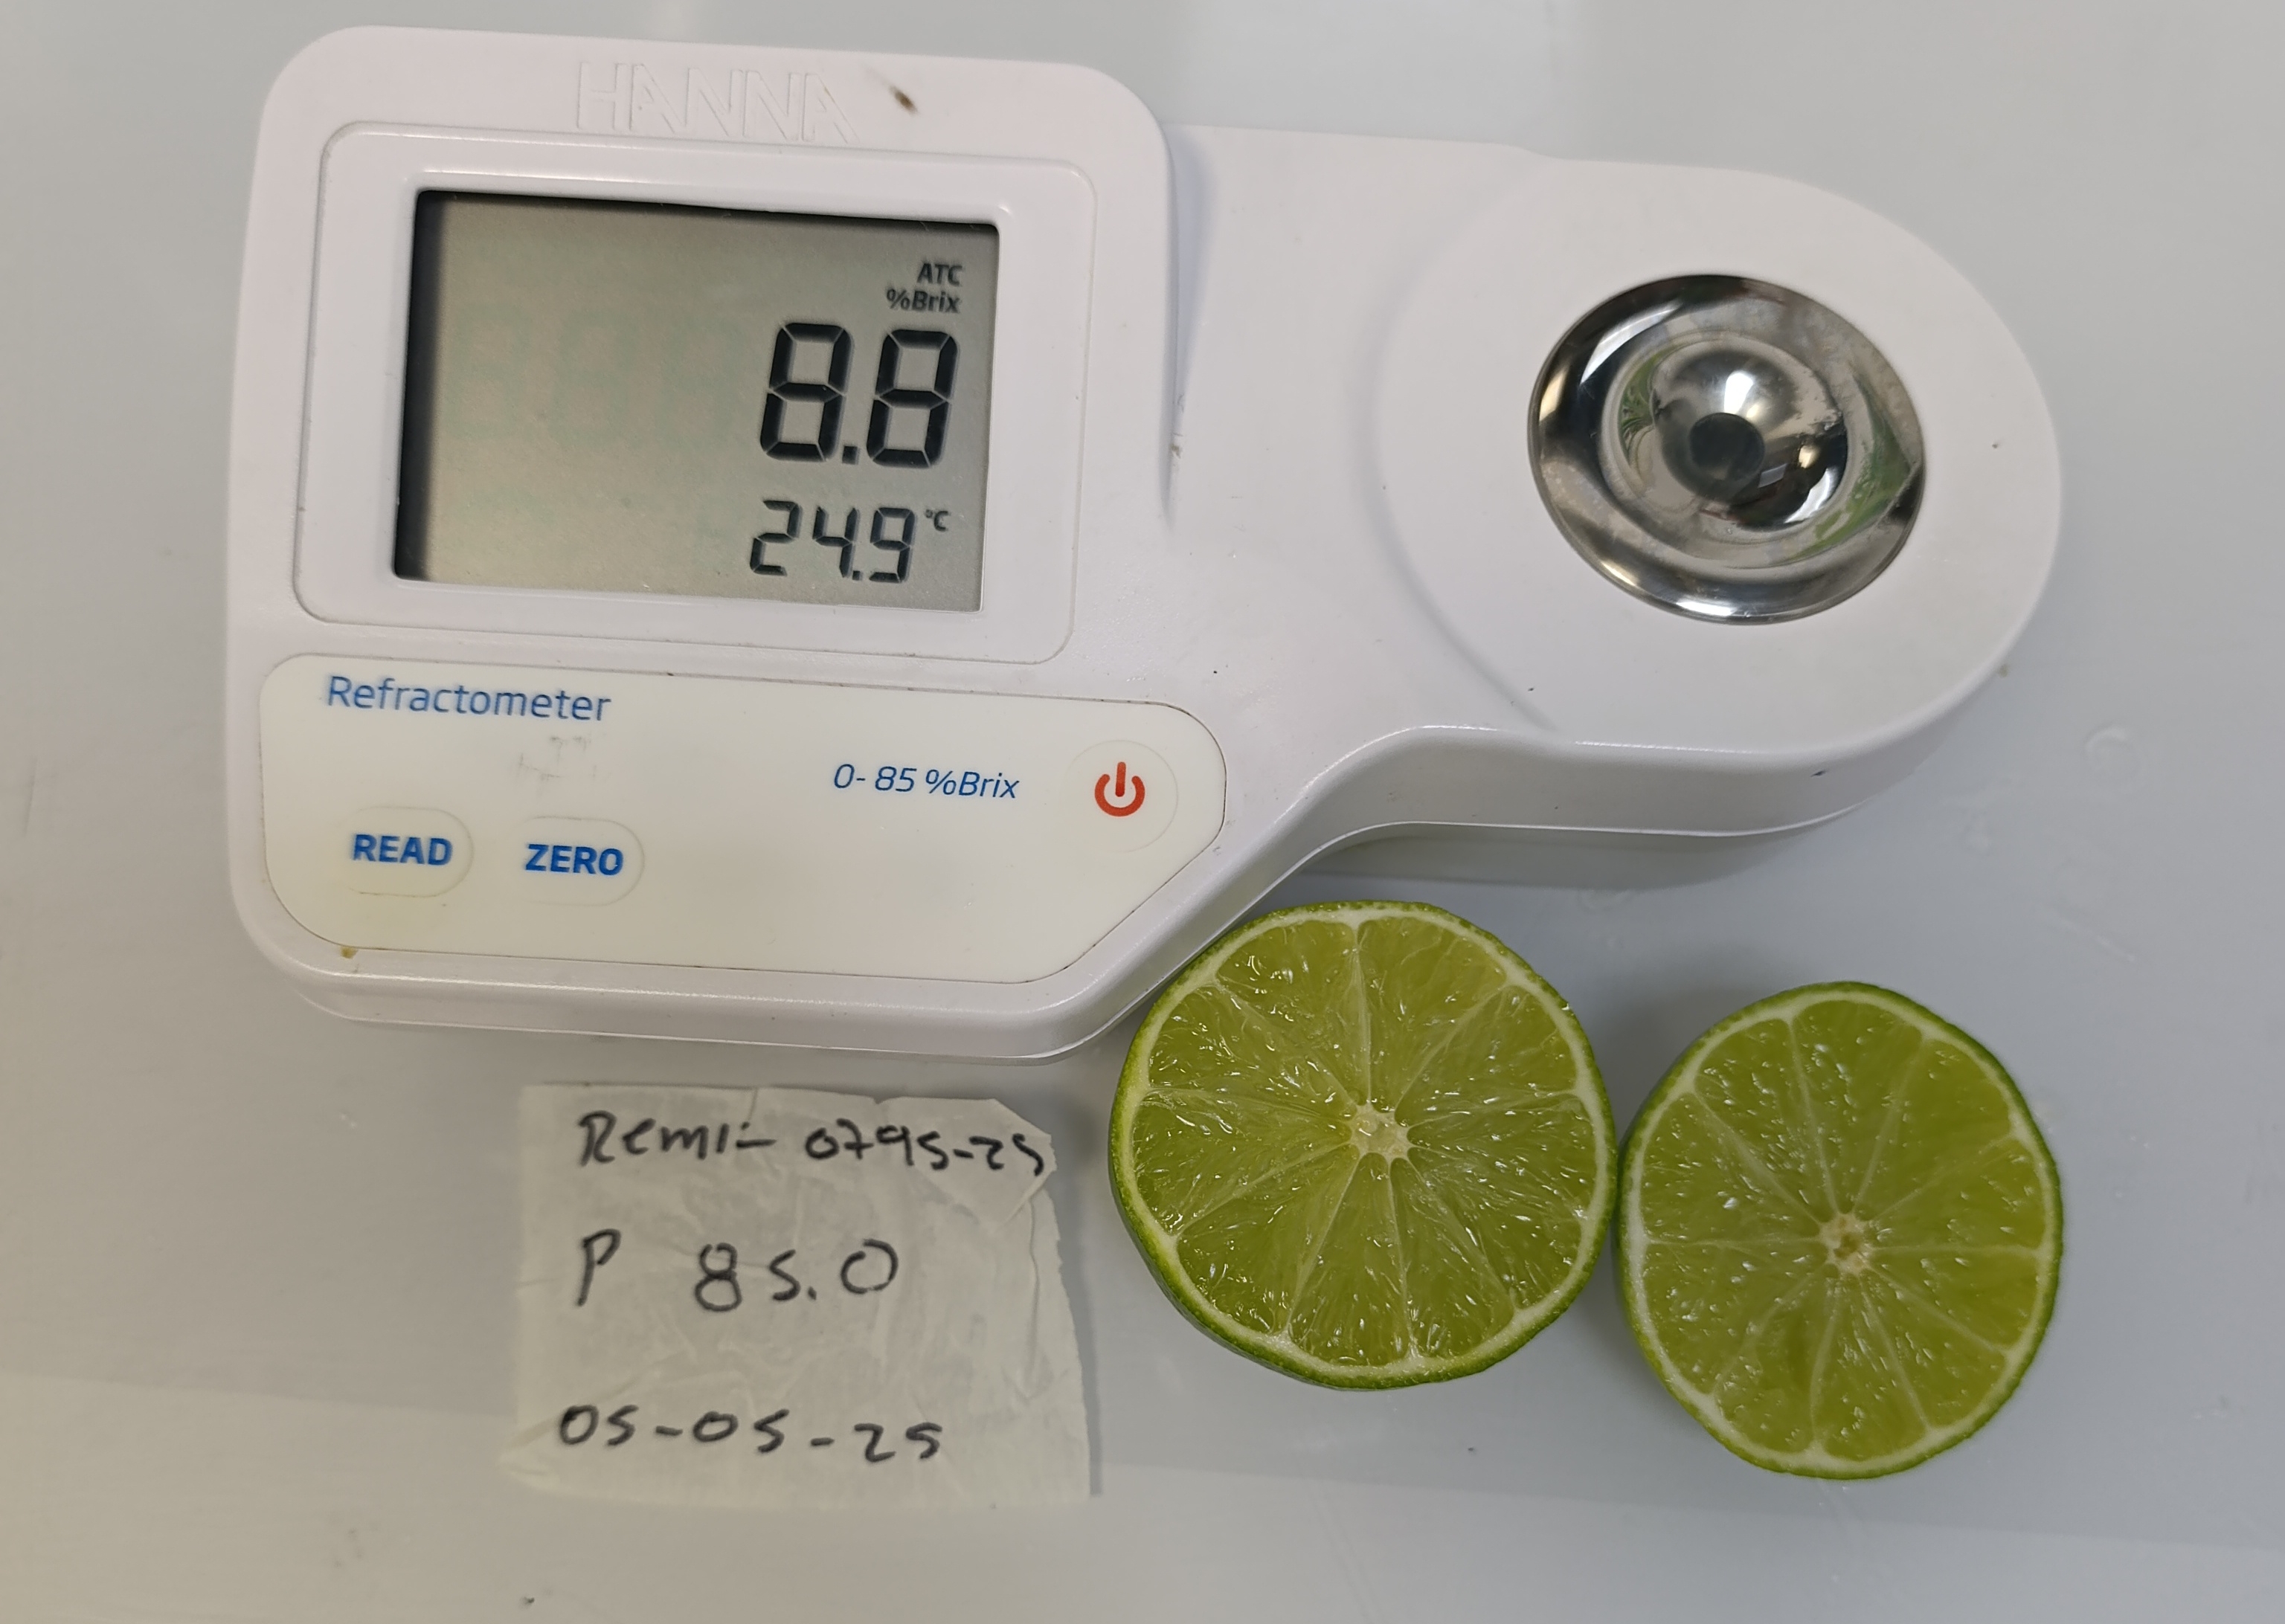 HANNA
ATC
%Brix
8.8
24.9 °C
Refractometer
0-85 %Brix
READ ZERO
Remi- 0795-25
P 85.0
05-05-25